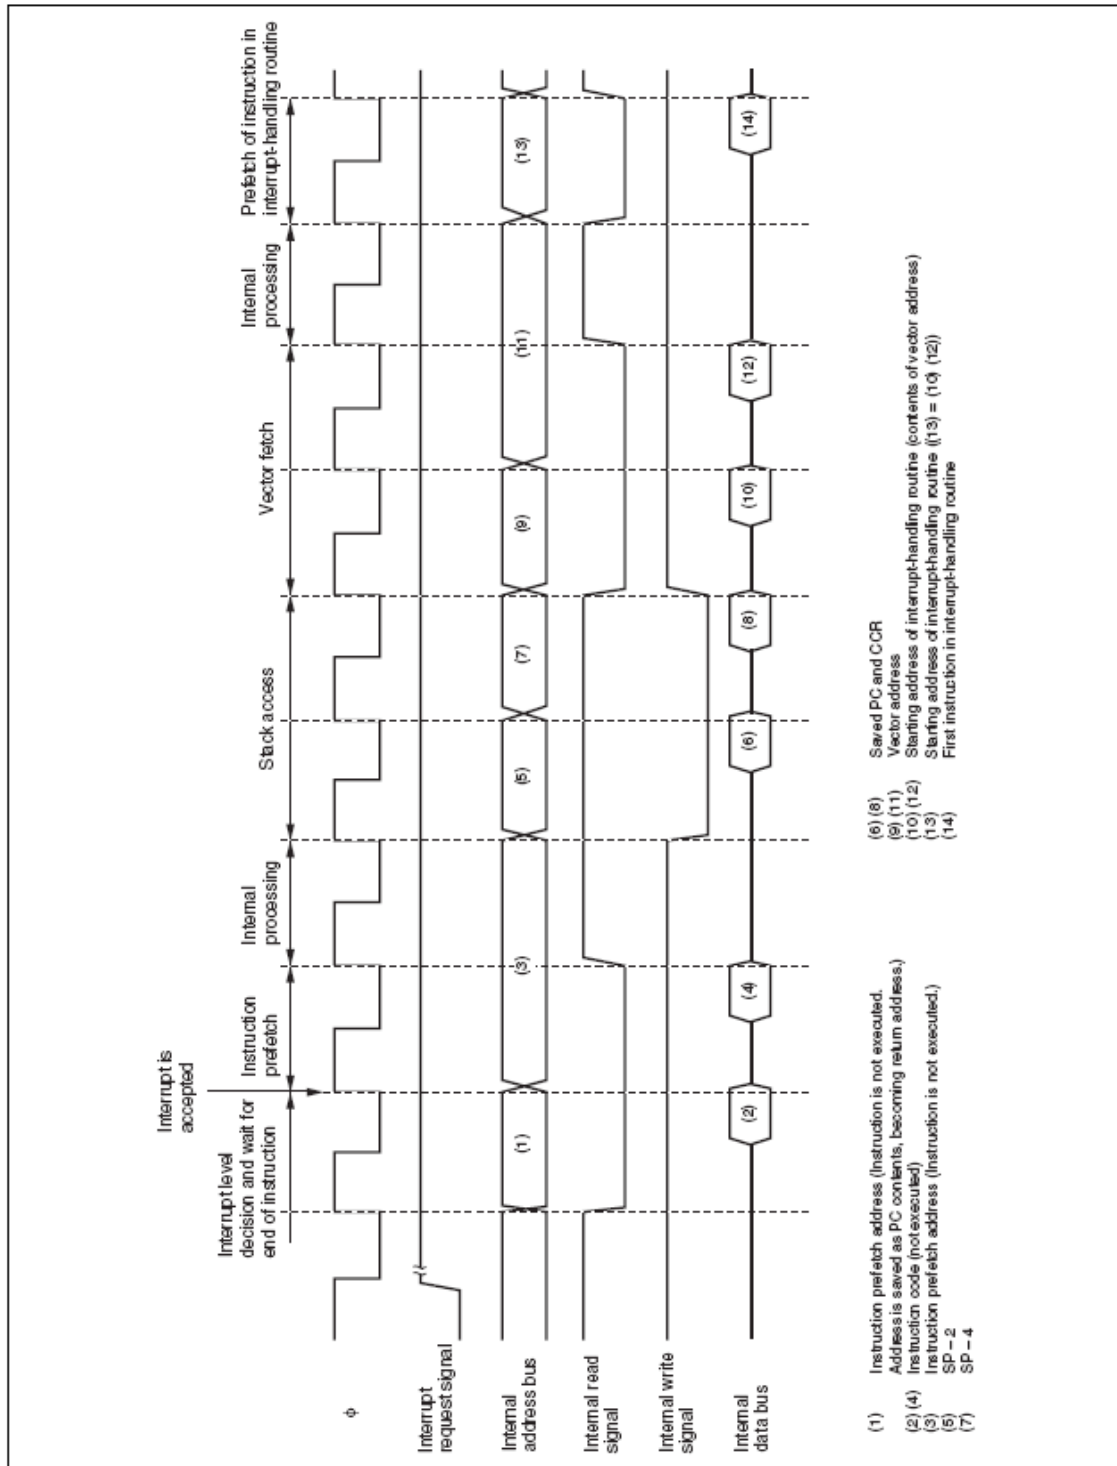 Interrupt is
accepted
Interrupt level
decision and wait for
end of instruction
Instruction
prefetch
Internal
processing
Stack access
Vector fetch
Internal
processing
Prefetch of instruction in
interrupt-handling routine
φ
Interrupt
request signal
Internal
address bus
(1)
(3)
(5)
(7)
(9)
(11)
(13)
Internal read
signal
Internal write
signal
Internal
data bus
(2)
(4)
(6)
(8)
(10)
(12)
(14)
(1) Instruction prefetch address (Instruction is not executed.
Address is saved as PC contents, becoming return address.)
(2) (4) Instruction code (not executed)
(3) Instruction prefetch address (Instruction is not executed.)
(5) SP – 2
(7) SP – 4
(6) (8) Saved PC and CCR
(9) (11) Vector address
(10) (12) Starting address of interrupt-handling routine (contents of vector address)
(13) Starting address of interrupt-handling routine ((13) = (10) (12))
(14) First instruction in interrupt-handling routine